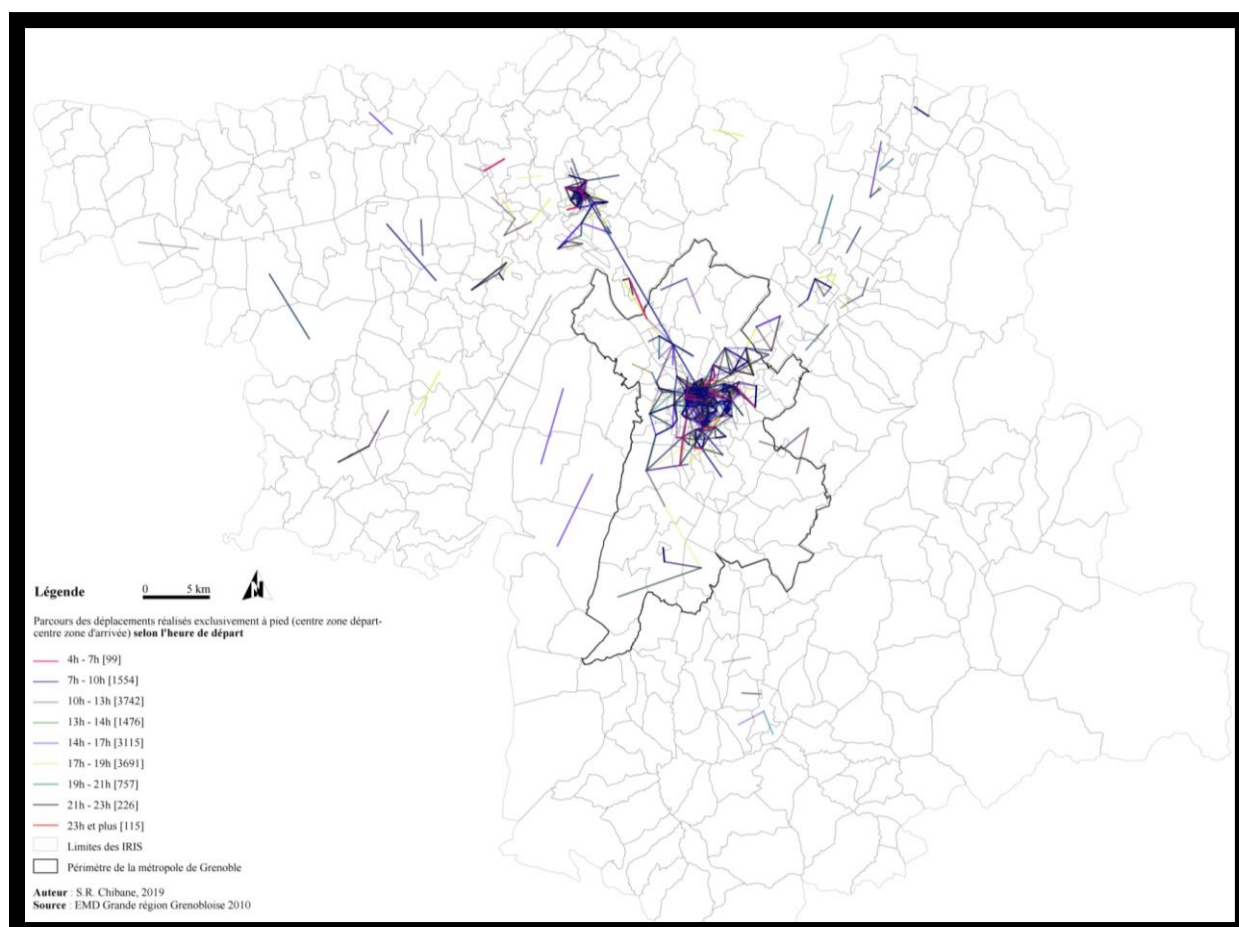 Légende
0 5 km
N
Parcours des déplacements réalisés exclusivement à pied (centre zone départ-
centre zone d'arrivée) selon l'heure de départ
4h - 7h [99]
7h - 10h [1554]
10h - 13h [3742]
13h - 14h [1476]
14h - 17h [3115]
17h - 19h [3691]
19h - 21h [757]
21h - 23h [226]
23h et plus [115]
Limites des IRIS
Périmètre de la métropole de Grenoble
Auteur : S.R. Chibane, 2019
Source : EMD Grande région Grenobloise 2010